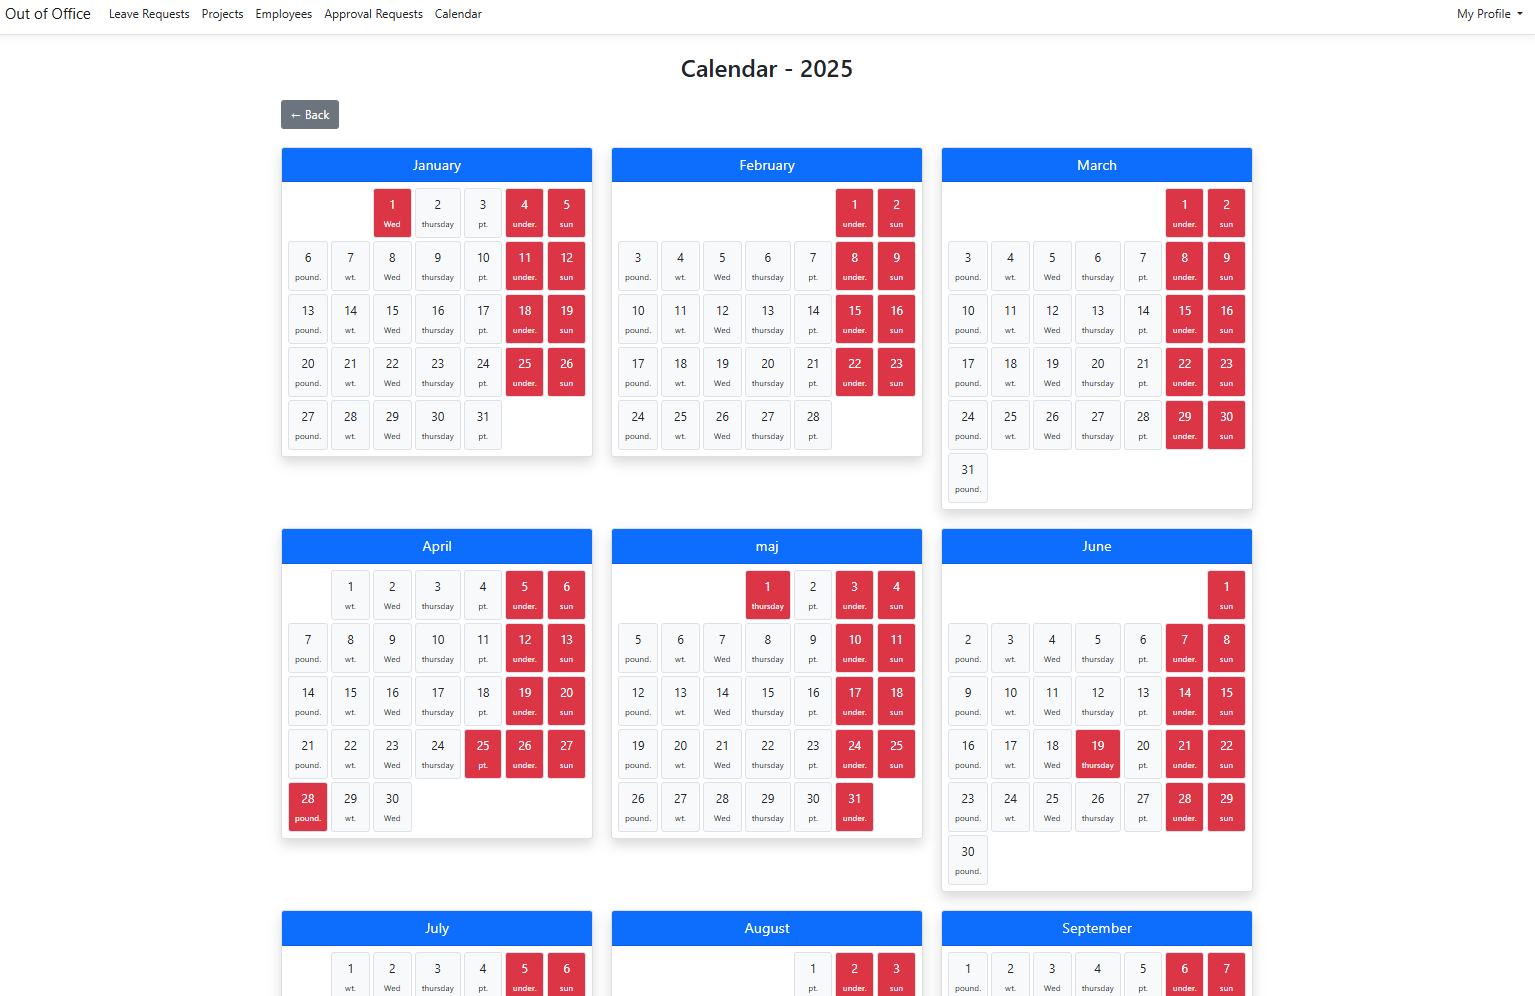 Out of Office Leave Requests Projects Employees Approval Requests Calendar My Profile
Calendar - 2025
← Back
January
1 2 3 4 5
Wed thursday pt. under. sun
6 7 8 9 10 11 12
pound. wt. Wed thursday pt. under. sun
13 14 15 16 17 18 19
pound. wt. Wed thursday pt. under. sun
20 21 22 23 24 25 26
pound. wt. Wed thursday pt. under. sun
27 28 29 30 31
pound. wt. Wed thursday pt.
February
1 2
under. sun
3 4 5 6 7 8 9
pound. wt. Wed thursday pt. under. sun
10 11 12 13 14 15 16
pound. wt. Wed thursday pt. under. sun
17 18 19 20 21 22 23
pound. wt. Wed thursday pt. under. sun
24 25 26 27 28
pound. wt. Wed thursday pt.
March
1 2
under. sun
3 4 5 6 7 8 9
pound. wt. Wed thursday pt. under. sun
10 11 12 13 14 15 16
pound. wt. Wed thursday pt. under. sun
17 18 19 20 21 22 23
pound. wt. Wed thursday pt. under. sun
24 25 26 27 28 29 30
pound. wt. Wed thursday pt. under. sun
31
pound.
April
1 2 3 4 5 6
wt. Wed thursday pt. under. sun
7 8 9 10 11 12 13
pound. wt. Wed thursday pt. under. sun
14 15 16 17 18 19 20
pound. wt. Wed thursday pt. under. sun
21 22 23 24 25 26 27
pound. wt. Wed thursday pt. under. sun
28 29 30
pound. wt. Wed
maj
1 2 3 4
thursday pt. under. sun
5 6 7 8 9 10 11
pound. wt. Wed thursday pt. under. sun
12 13 14 15 16 17 18
pound. wt. Wed thursday pt. under. sun
19 20 21 22 23 24 25
pound. wt. Wed thursday pt. under. sun
26 27 28 29 30 31
pound. wt. Wed thursday pt. under.
June
1
sun
2 3 4 5 6 7 8
pound. wt. Wed thursday pt. under. sun
9 10 11 12 13 14 15
pound. wt. Wed thursday pt. under. sun
16 17 18 19 20 21 22
pound. wt. Wed thursday pt. under. sun
23 24 25 26 27 28 29
pound. wt. Wed thursday pt. under. sun
30
pound.
July
1 2 3 4 5 6
wt. Wed thursday pt. under. sun
August
1 2 3
pt. under. sun
September
1 2 3 4 5 6 7
pound. wt. Wed thursday pt. under. sun